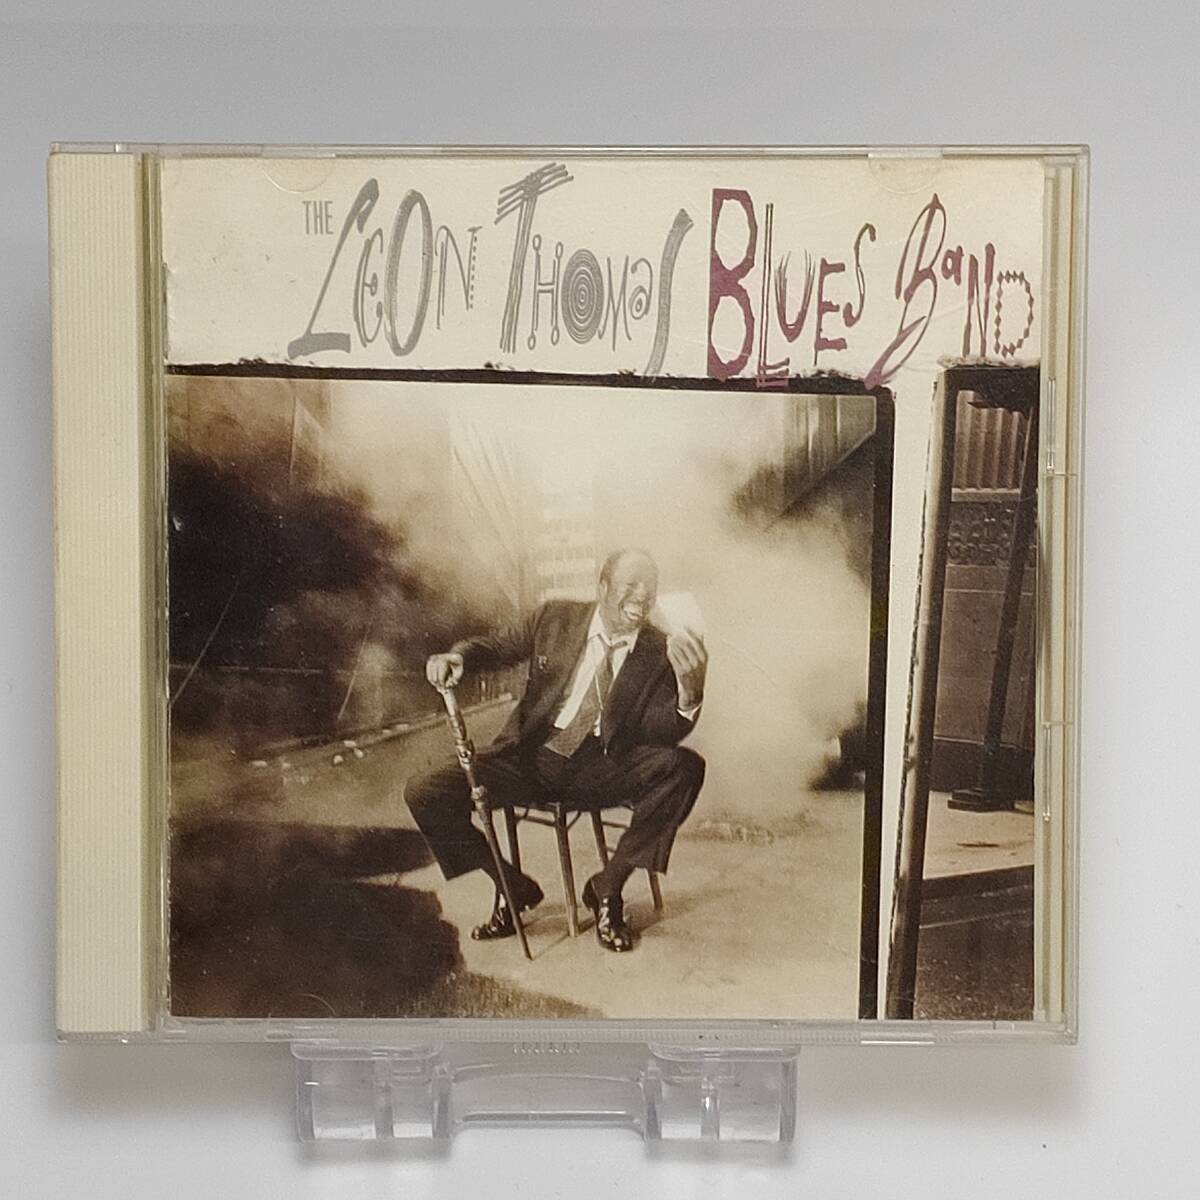 THE LEON THOMAS BLUES BAND